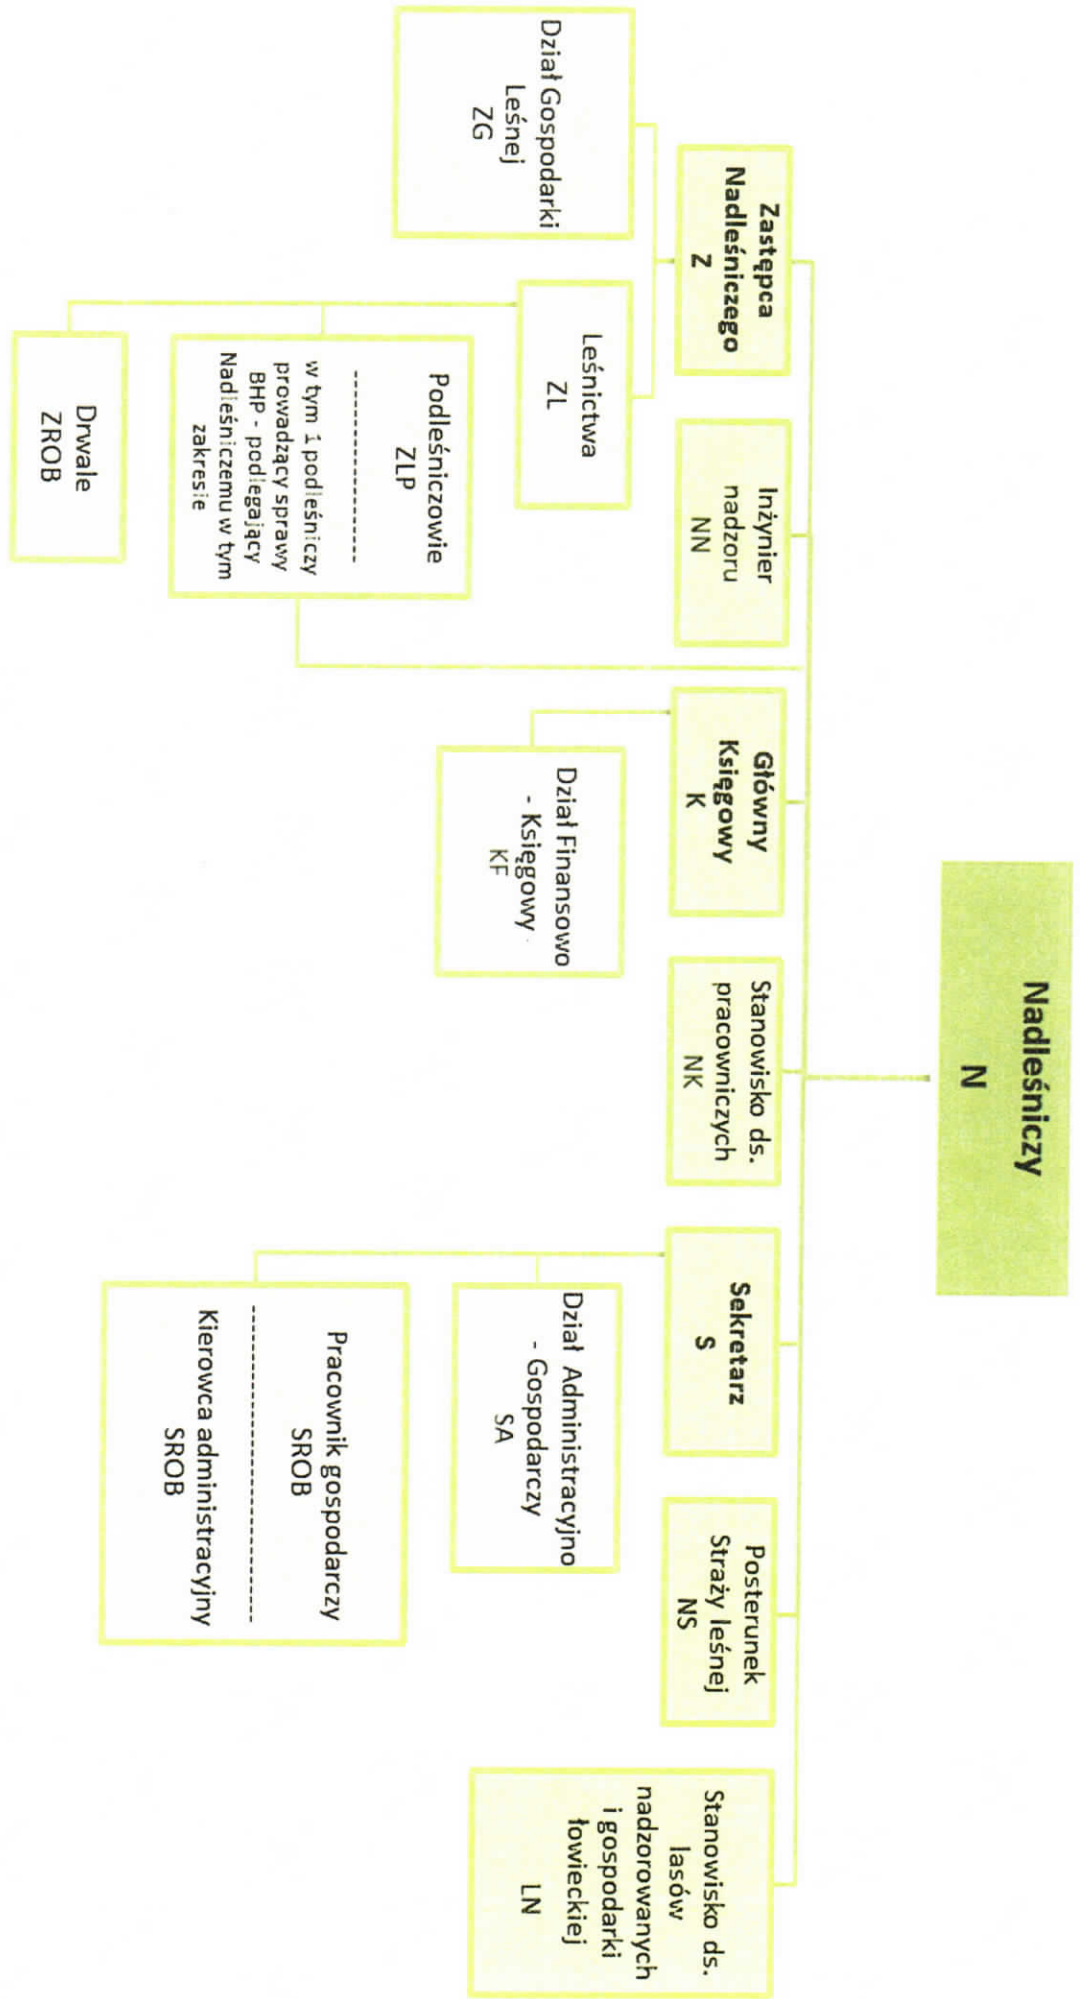 Nadleśniczy
N
Zastępca
Nadleśniczego
Z
Inżynier
nadzoru
NN
Główny
Księgowy
K
Stanowisko ds.
pracowniczych
NK
Sekretarz
S
Posterunek
Straży leśnej
NS
Stanowisko ds.
lasów
nadzorowanych
i gospodarki
łowieckiej
LN
Dział Gospodarki
Leśnej
ZG
Leśnictwa
ZL
Podleśniczowie
ZLP
----------------------
w tym 1 podleśniczy
prowadzący sprawy
BHP - podlegający
Nadleśniczemu w tym
zakresie
Drwale
ZROB
Dział Finansowo
- Księgowy
KF
Dział Administracyjno
- Gospodarczy
SA
Pracownik gospodarczy
SROB
------------------------------------
Kierowca administracyjny
SROB